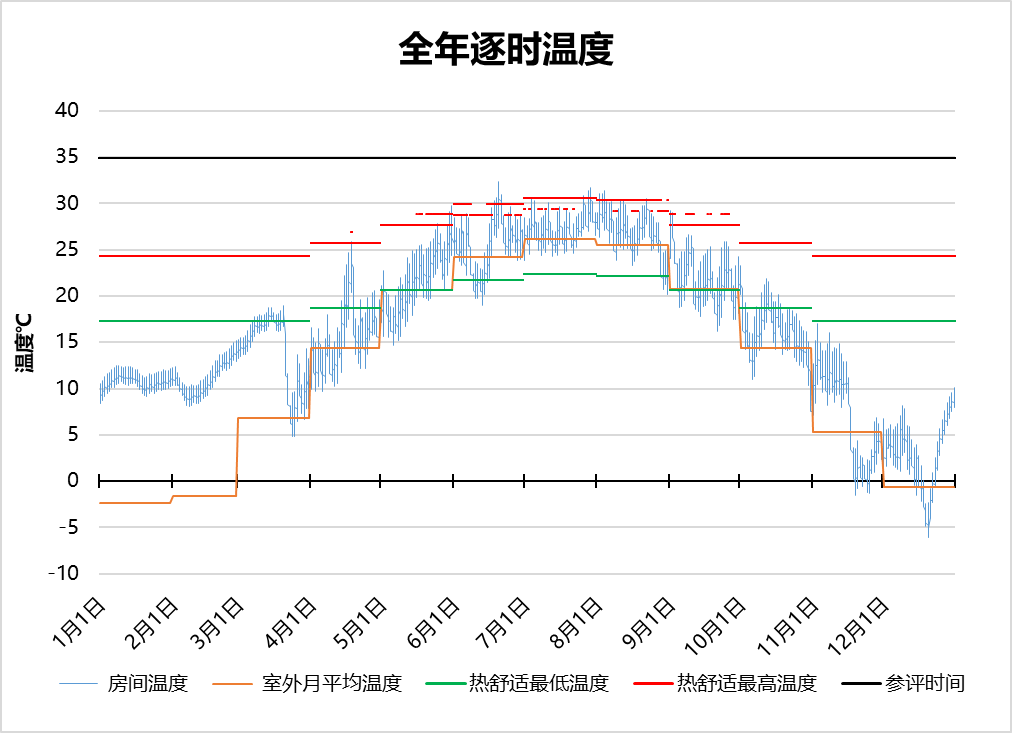 全年逐时温度
40
35
30
25
20
15
10
5
0
-5
-10
温度℃
1月1日
2月1日
3月1日
4月1日
5月1日
6月1日
7月1日
8月1日
9月1日
10月1日
11月1日
12月1日
房间温度 室外月平均温度 热舒适最低温度 热舒适最高温度 参评时间